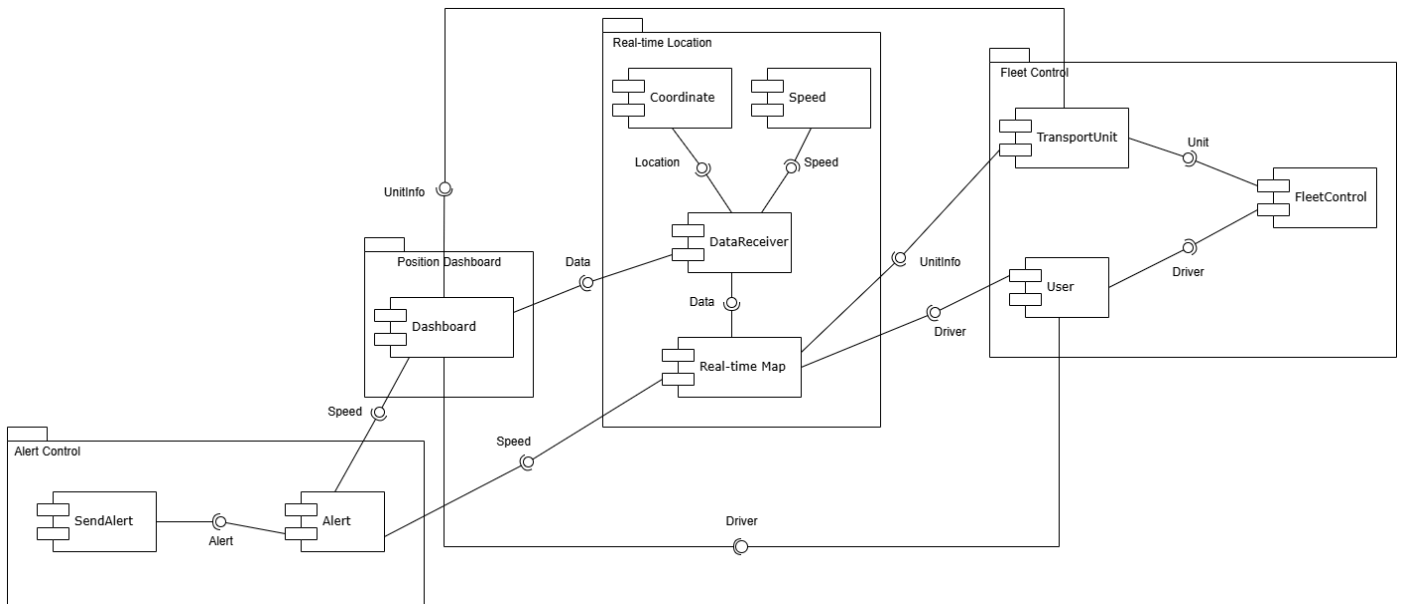 Real-time Location
Fleet Control
Coordinate
Speed
TransportUnit
Unit
Location
Speed
UnitInfo
FleetControl
DataReceiver
Position Dashboard
Data
UnitInfo
Driver
User
Data
Dashboard
Driver
Real-time Map
Speed
Speed
Alert Control
SendAlert
Alert
Driver
Alert